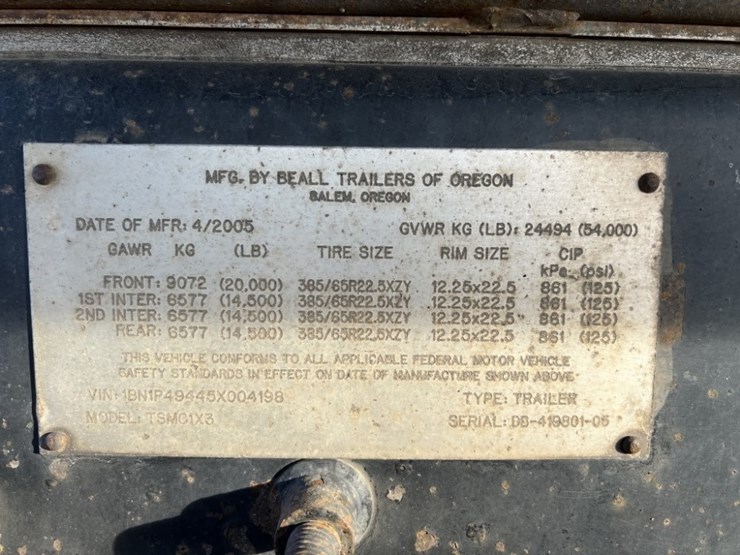 MFG. BY BEALL TRAILERS OF OREGON
SALEM, OREGON
DATE OF MFR: 4/2005 GVWR KG (LB): 24494 (54,000)
GAWR KG (LB) TIRE SIZE RIM SIZE CIP
kPa (psi)
FRONT: 9072 (20,000) 385/65R22.5XZY 12.25x22.5 861 (125)
1ST INTER: 6577 (14,500) 385/65R22.5XZY 12.25x22.5 861 (125)
2ND INTER: 6577 (14,500) 385/65R22.5XZY 12.25x22.5 861 (125)
REAR: 6577 (14,500) 385/65R22.5XZY 12.25x22.5 861 (125)
THIS VEHICLE CONFORMS TO ALL APPLICABLE FEDERAL MOTOR VEHICLE
SAFETY STANDARDS IN EFFECT ON DATE OF MANUFACTURE SHOWN ABOVE
VIN: 1BN1P49445X004198 TYPE: TRAILER
MODEL: TSMC1X3 SERIAL: DB-419801-05